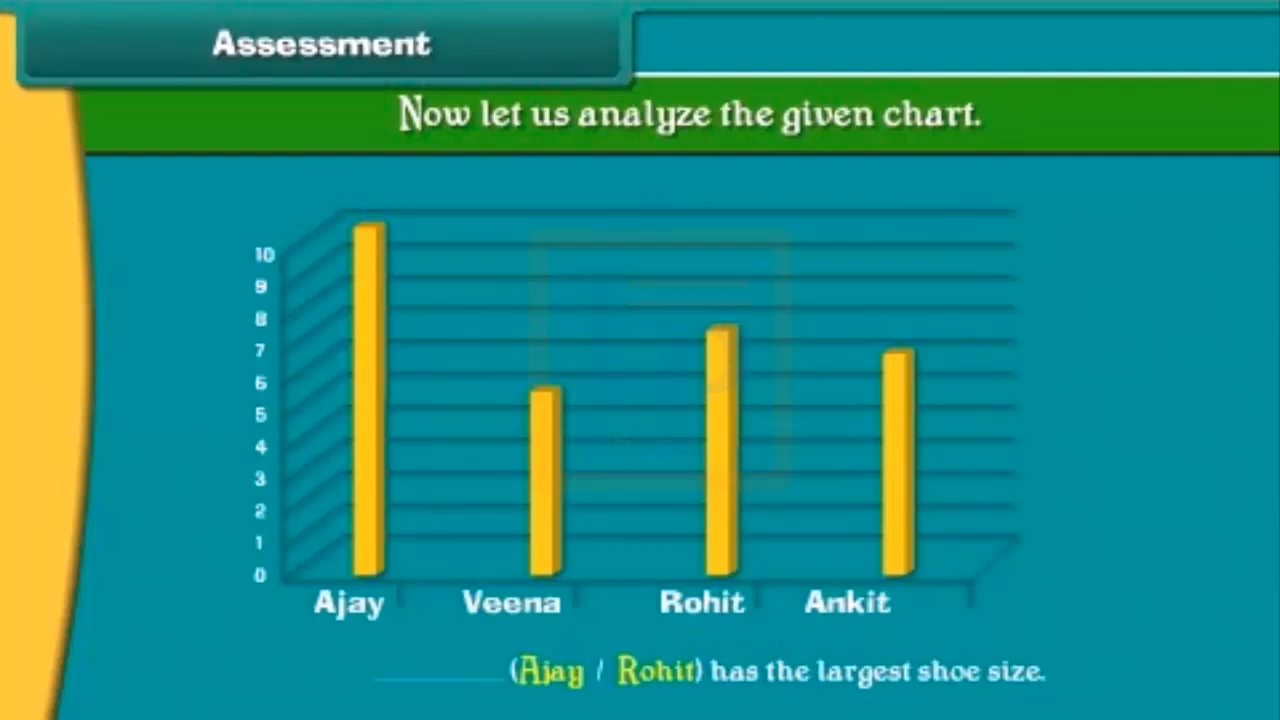 Assessment
Now let us analyze the given chart.
10
9
8
7
6
5
4
3
2
1
0
Ajay Veena Rohit Ankit
________ (Ajay / Rohit) has the largest shoe size.